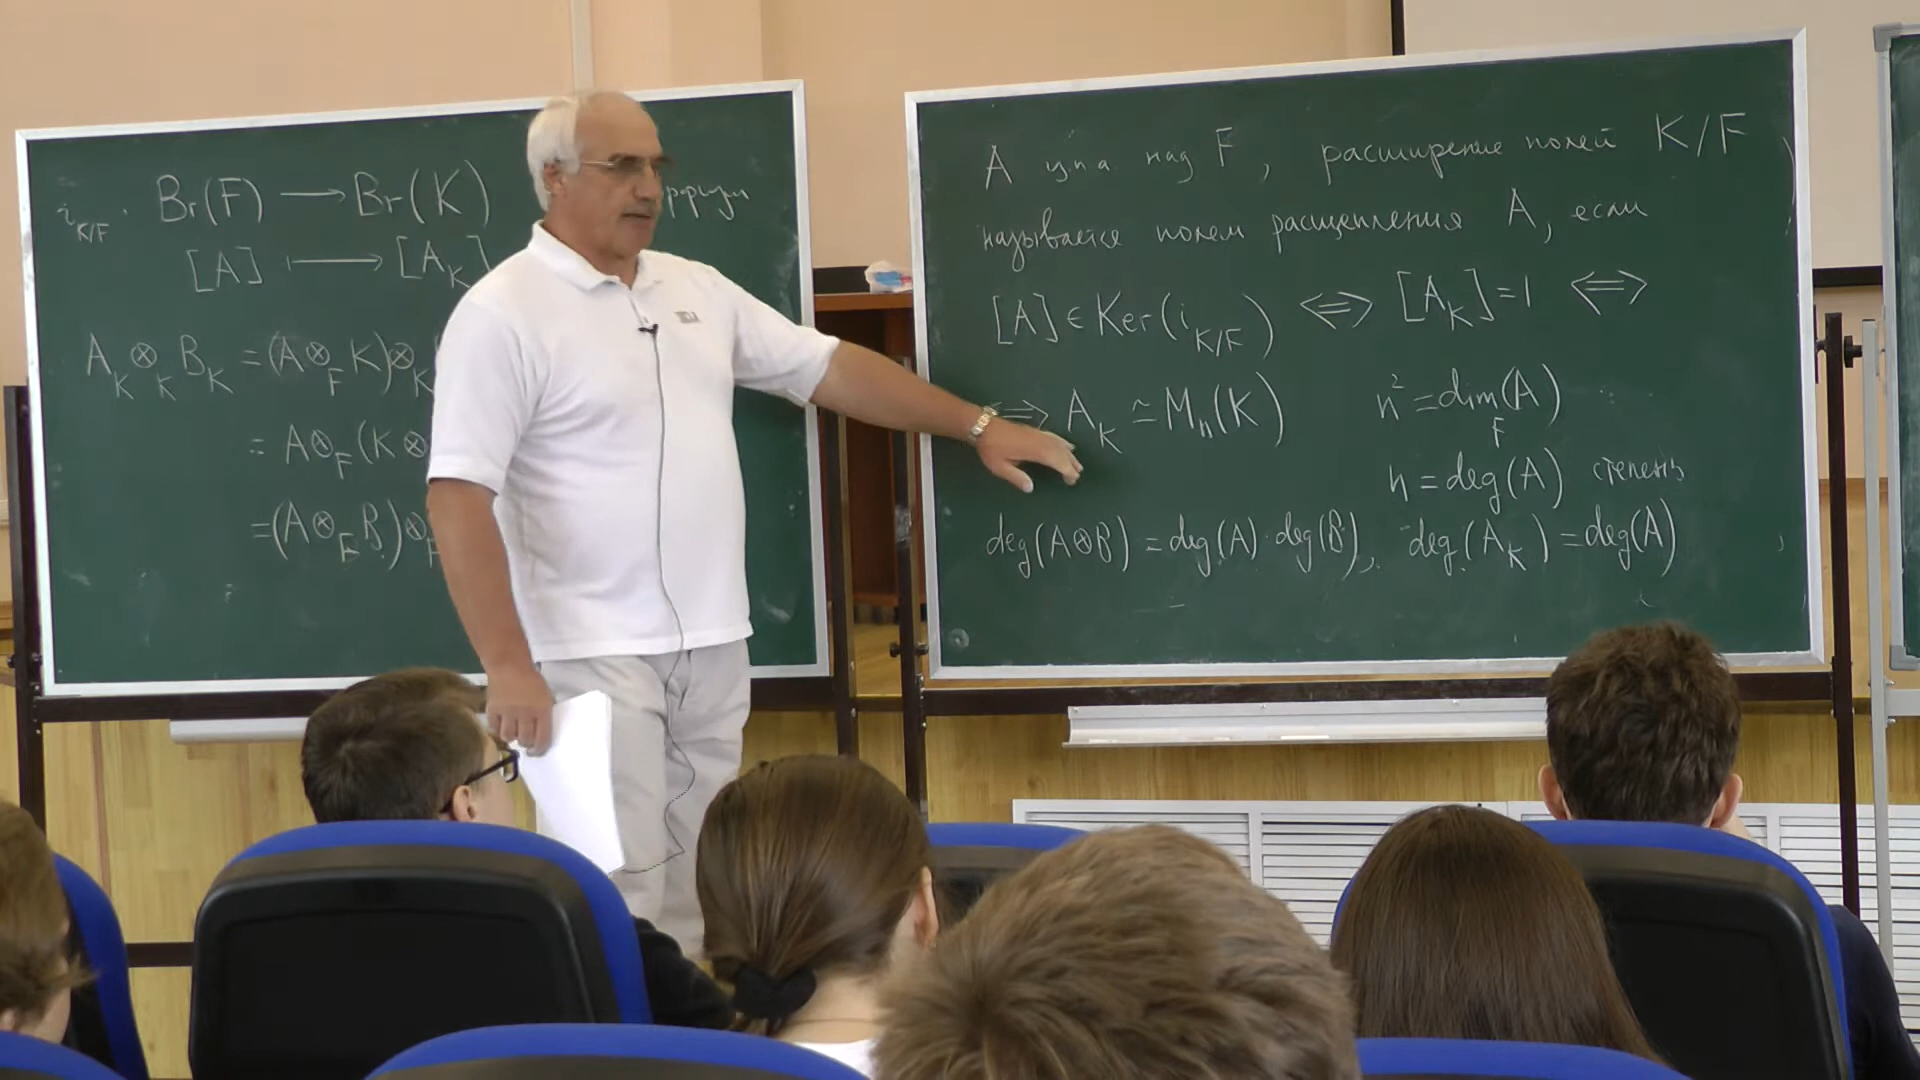 i_{K/F} : Br(F) ⟶ Br(K)
[A] ⟼ [A_K]
A_K ⊗_K B_K = (A ⊗_F K) ⊗_K
= A ⊗_F (K ⊗
= (A ⊗_F B) ⊗_F
A цпа над F, расширение полей K/F
называется полем расщепления A, если
[A] ∈ Ker(i_{K/F}) ⟺ [A_K] = 1 ⟺
⟺ A_K ≃ M_n(K) n² = dim_F(A)
n = deg(A) степень
deg(A⊗B) = deg(A)·deg(B), deg(A_K) = deg(A)